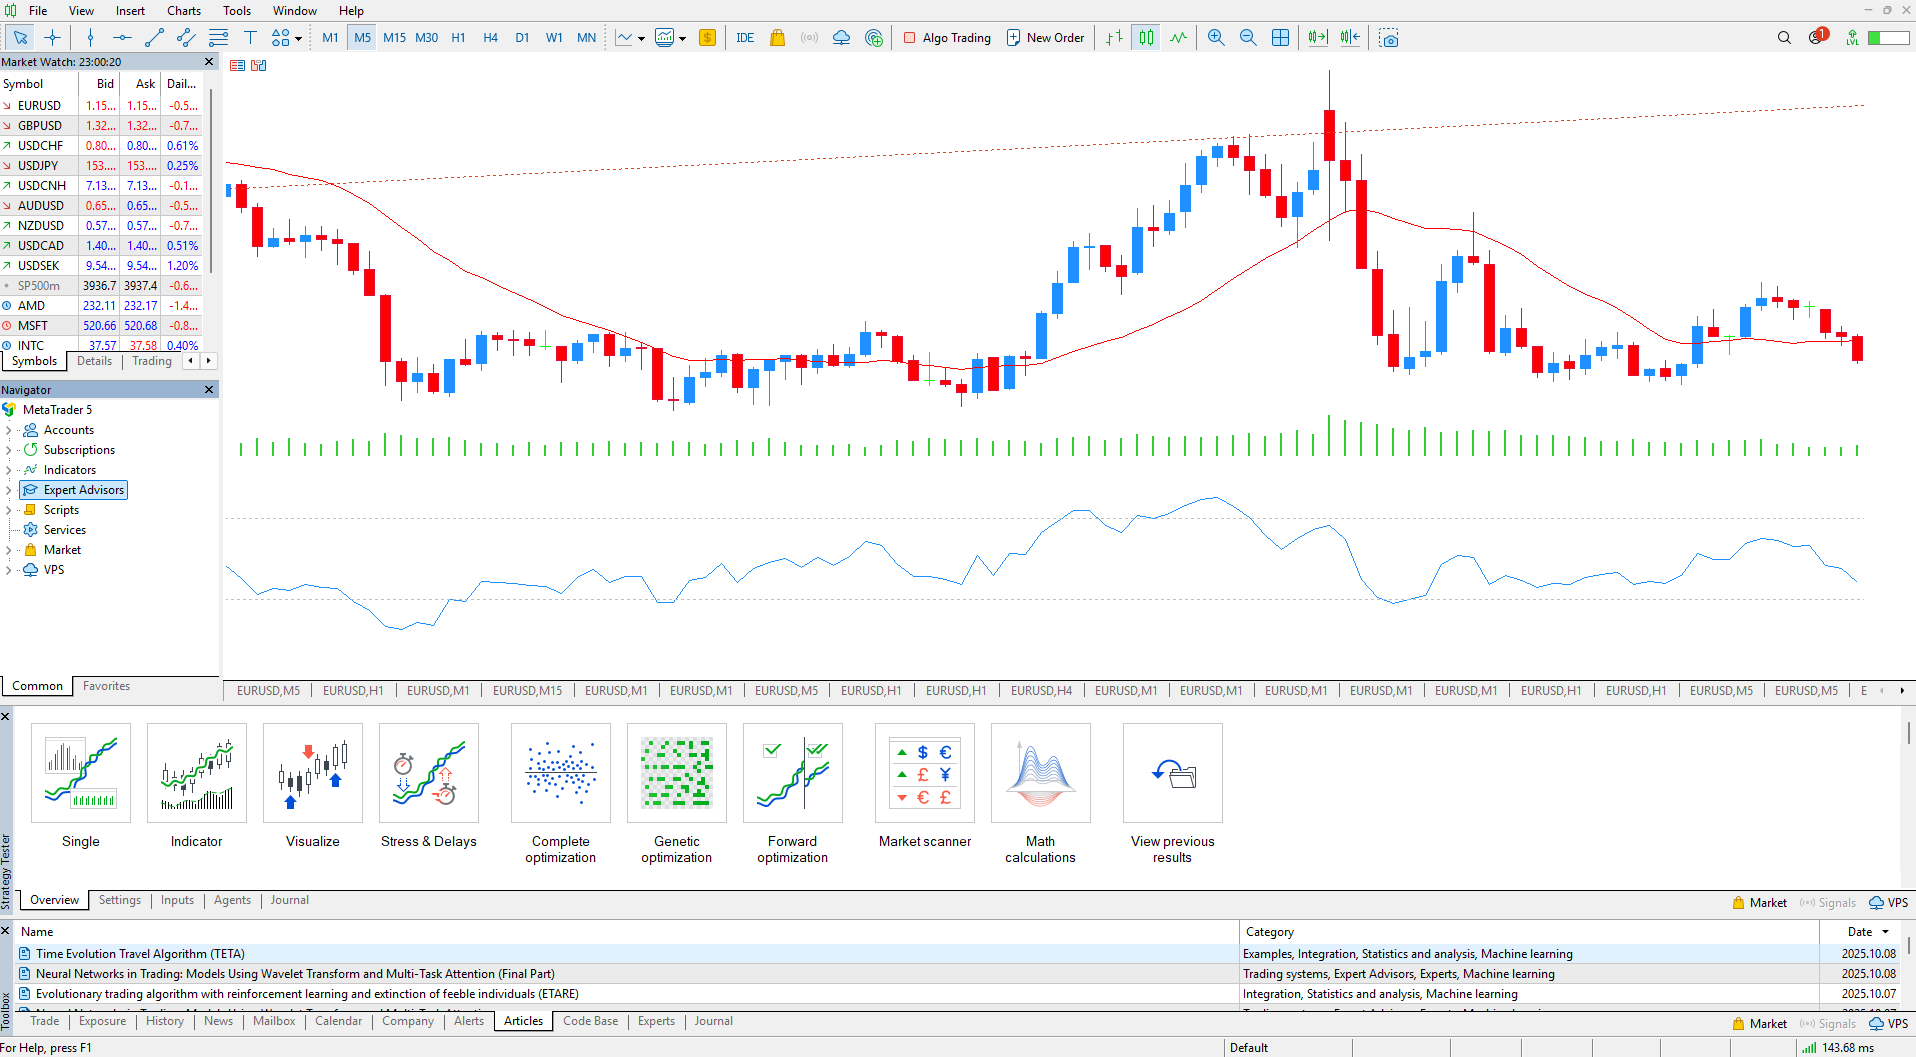 File View Insert Charts Tools Window Help
M1 M5 M15 M30 H1 H4 D1 W1 MN $ IDE Algo Trading New Order 1 LVL
Market Watch: 23:00:20
Symbol Bid Ask Dail...
EURUSD 1.15... 1.15... -0.5...
GBPUSD 1.32... 1.32... -0.7...
USDCHF 0.80... 0.80... 0.61%
USDJPY 153.... 153.... 0.25%
USDCNH 7.13... 7.13... -0.1...
AUDUSD 0.65... 0.65... -0.5...
NZDUSD 0.57... 0.57... -0.7...
USDCAD 1.40... 1.40... 0.51%
USDSEK 9.54... 9.54... 1.20%
SP500m 3936.7 3937.4 -0.6...
AMD 232.11 232.17 -1.4...
MSFT 520.66 520.68 -0.8...
INTC 37.57 37.58 0.40%
Symbols Details Trading
Navigator
MetaTrader 5
Accounts
Subscriptions
Indicators
Expert Advisors
Scripts
Services
Market
VPS
Common Favorites
EURUSD,M5 EURUSD,H1 EURUSD,M1 EURUSD,M15 EURUSD,M1 EURUSD,M1 EURUSD,M5 EURUSD,H1 EURUSD,H1 EURUSD,H4 EURUSD,M1 EURUSD,M1 EURUSD,M1 EURUSD,M1 EURUSD,M1 EURUSD,H1 EURUSD,H1 EURUSD,M5 EURUSD,M5 E
Strategy Tester
Single
Indicator
Visualize
Stress & Delays
Complete
optimization
Genetic
optimization
Forward
optimization
$ €
£ ¥
€ £
Market scanner
Math
calculations
View previous
results
Overview Settings Inputs Agents Journal Market Signals VPS
Toolbox
Name Category Date
Time Evolution Travel Algorithm (TETA) Examples, Integration, Statistics and analysis, Machine learning 2025.10.08
Neural Networks in Trading: Models Using Wavelet Transform and Multi-Task Attention (Final Part) Trading systems, Expert Advisors, Experts, Machine learning 2025.10.08
Evolutionary trading algorithm with reinforcement learning and extinction of feeble individuals (ETARE) Integration, Statistics and analysis, Machine learning 2025.10.07
Trade Exposure History News Mailbox Calendar Company Alerts Articles Code Base Experts Journal Market Signals VPS
For Help, press F1 Default 143.68 ms